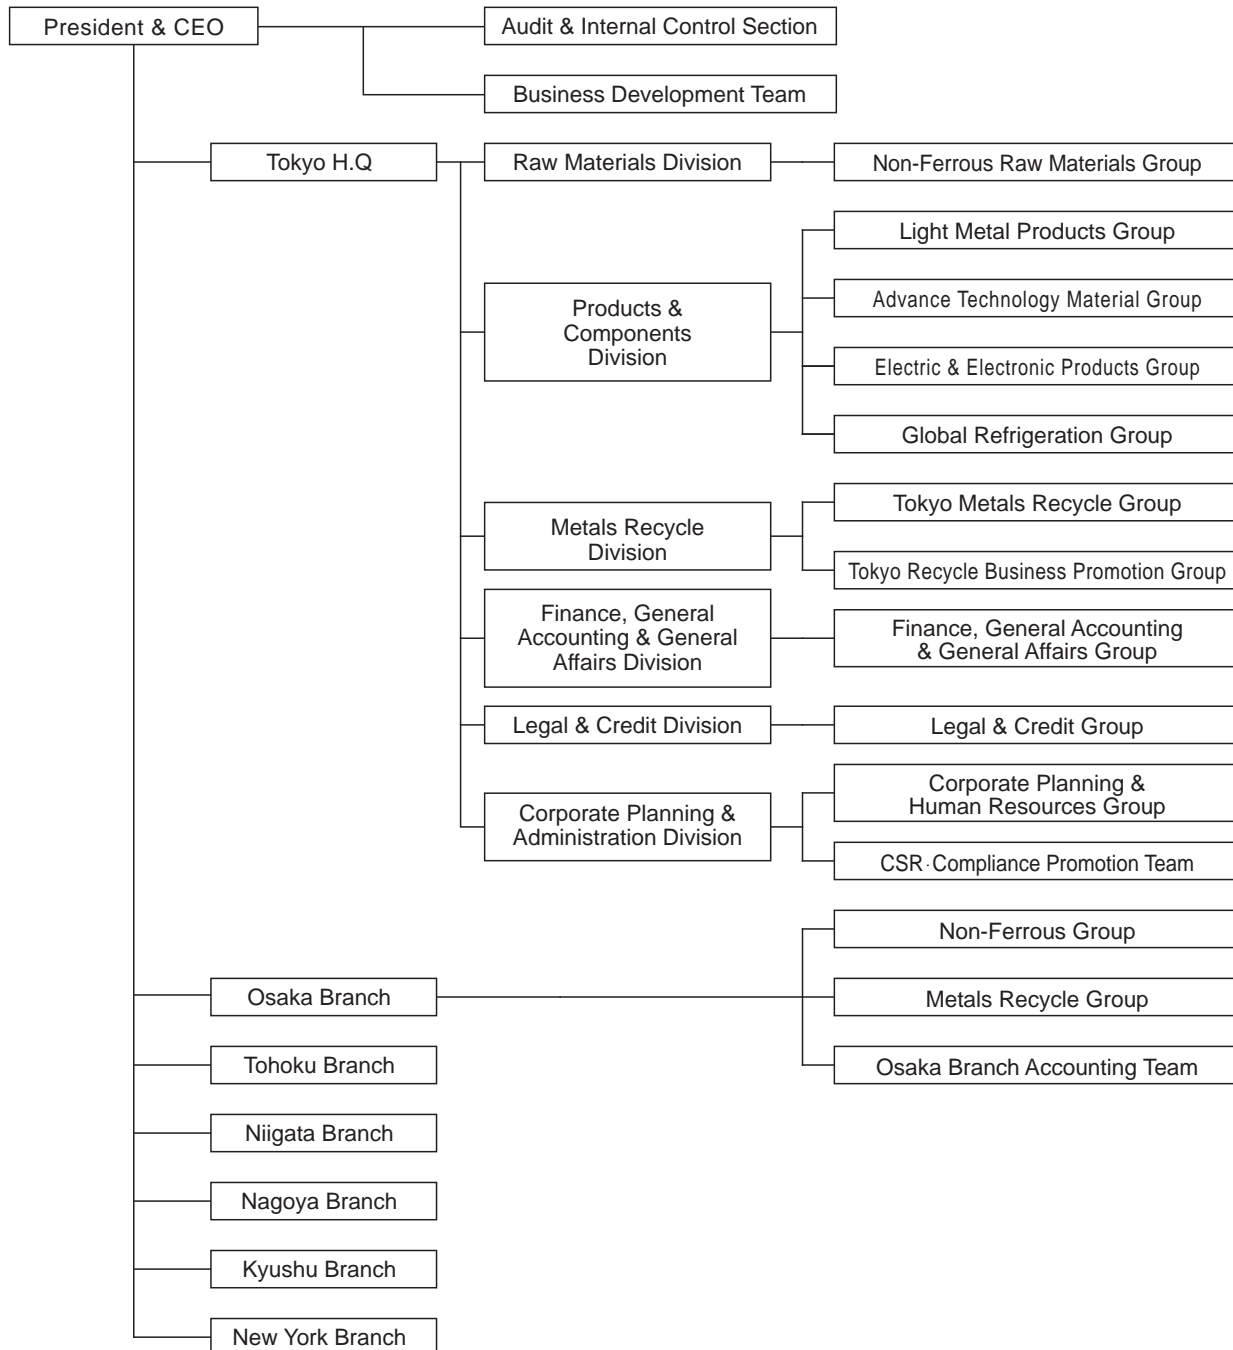 President & CEO
Audit & Internal Control Section
Business Development Team
Tokyo H.Q
Raw Materials Division
Non-Ferrous Raw Materials Group
Products &
Components
Division
Light Metal Products Group
Advance Technology Material Group
Electric & Electronic Products Group
Global Refrigeration Group
Metals Recycle
Division
Tokyo Metals Recycle Group
Tokyo Recycle Business Promotion Group
Finance, General
Accounting & General
Affairs Division
Finance, General Accounting
& General Affairs Group
Legal & Credit Division
Legal & Credit Group
Corporate Planning &
Administration Division
Corporate Planning &
Human Resources Group
CSR·Compliance Promotion Team
Osaka Branch
Non-Ferrous Group
Metals Recycle Group
Osaka Branch Accounting Team
Tohoku Branch
Niigata Branch
Nagoya Branch
Kyushu Branch
New York Branch